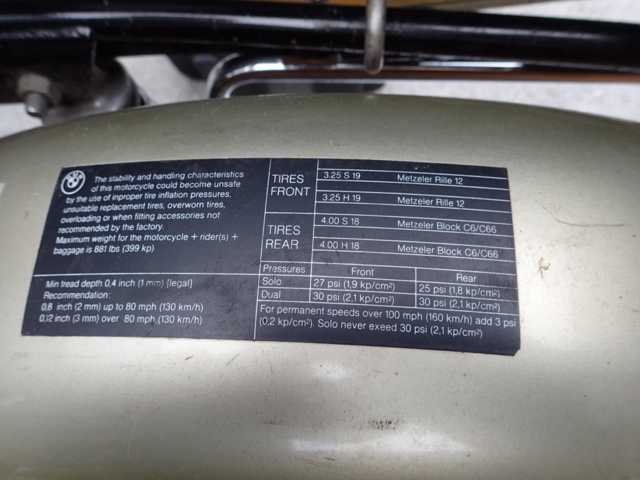 BMW
The stability and handling characteristics
of this motorcycle could become unsafe
by the use of inproper tire inflation pressures,
unsuitable replacement tires, overworn tires,
overloading or when fitting accessories not
recommended by the factory.
Maximum weight for the motorcycle + rider(s) +
baggage is 881 lbs (399 kp)
Min tread depth 0,4 inch (1 mm) [legal]
Recommendation:
0,8 inch (2 mm) up to 80 mph (130 km/h)
0,12 inch (3 mm) over 80 mph (130 km/h)
TIRES FRONT
3.25 S 19 Metzeler Rille 12
3.25 H 19 Metzeler Rille 12
TIRES REAR
4.00 S 18 Metzeler Block C6/C66
4.00 H 18 Metzeler Block C6/C66
Pressures Front Rear
Solo 27 psi (1,9 kp/cm²) 25 psi (1,8 kp/cm²)
Dual 30 psi (2,1 kp/cm²) 30 psi (2,1 kp/cm²)
For permanent speeds over 100 mph (160 km/h) add 3 psi
(0,2 kp/cm²). Solo never exceed 30 psi (2,1 kp/cm²)